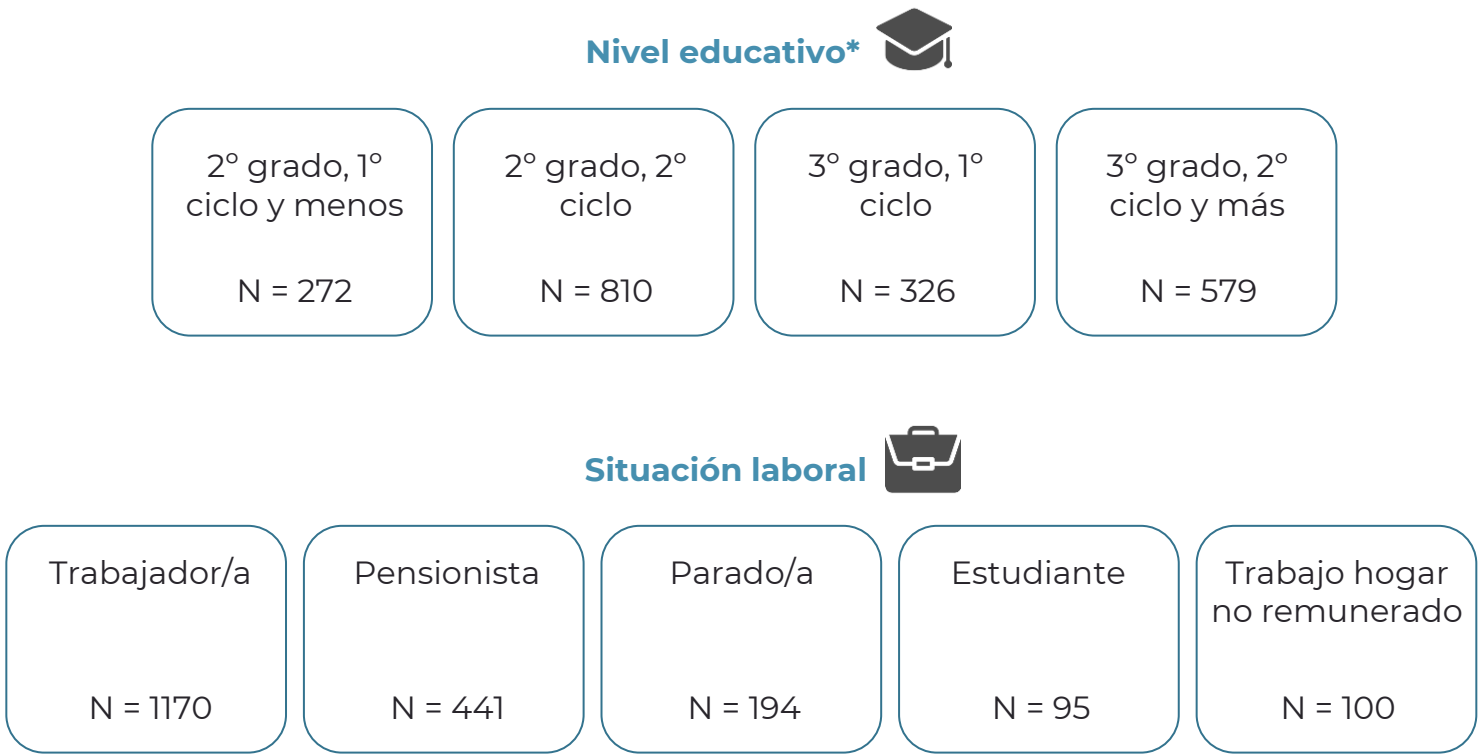 Nivel educativo*
2º grado, 1º
ciclo y menos
N = 272
2º grado, 2º
ciclo
N = 810
3º grado, 1º
ciclo
N = 326
3º grado, 2º
ciclo y más
N = 579
Situación laboral
Trabajador/a
N = 1170
Pensionista
N = 441
Parado/a
N = 194
Estudiante
N = 95
Trabajo hogar
no remunerado
N = 100